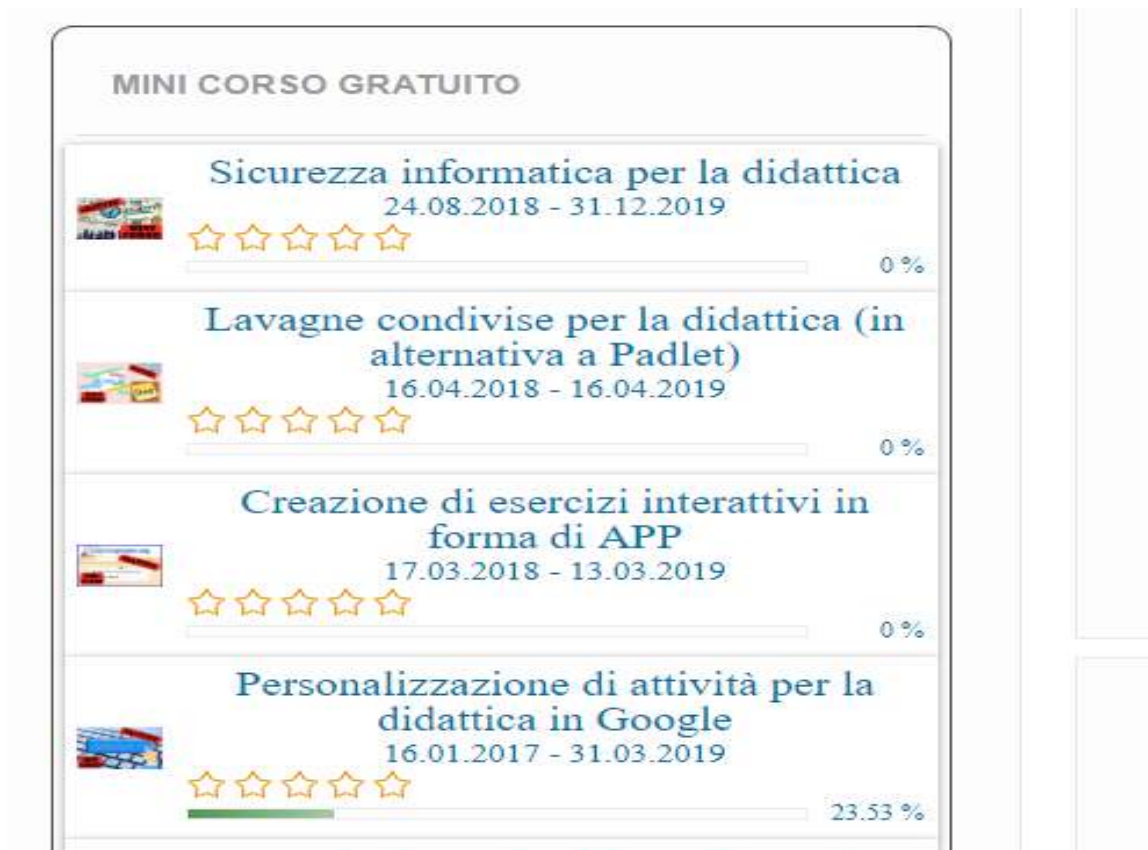 MINI CORSO GRATUITO
Sicurezza informatica per la didattica
24.08.2018 - 31.12.2019
0 %
Lavagne condivise per la didattica (in
alternativa a Padlet)
16.04.2018 - 16.04.2019
0 %
Creazione di esercizi interattivi in
forma di APP
17.03.2018 - 13.03.2019
0 %
Personalizzazione di attività per la
didattica in Google
16.01.2017 - 31.03.2019
23.53 %